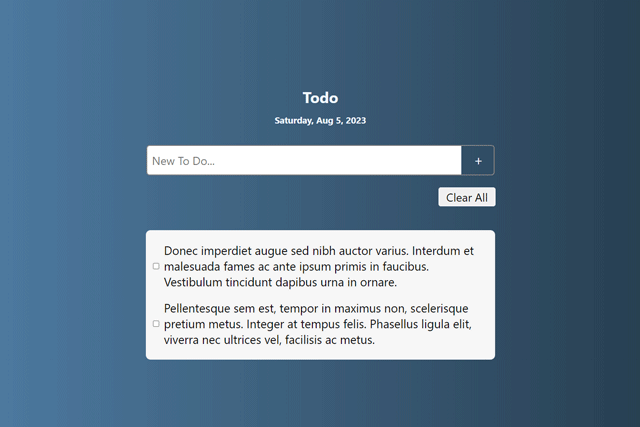 Todo
Saturday, Aug 5, 2023
New To Do...
+
Clear All
Donec imperdiet augue sed nibh auctor varius. Interdum et
malesuada fames ac ante ipsum primis in faucibus.
Vestibulum tincidunt dapibus urna in ornare.
Pellentesque sem est, tempor in maximus non, scelerisque
pretium metus. Integer at tempus felis. Phasellus ligula elit,
viverra nec ultrices vel, facilisis ac metus.